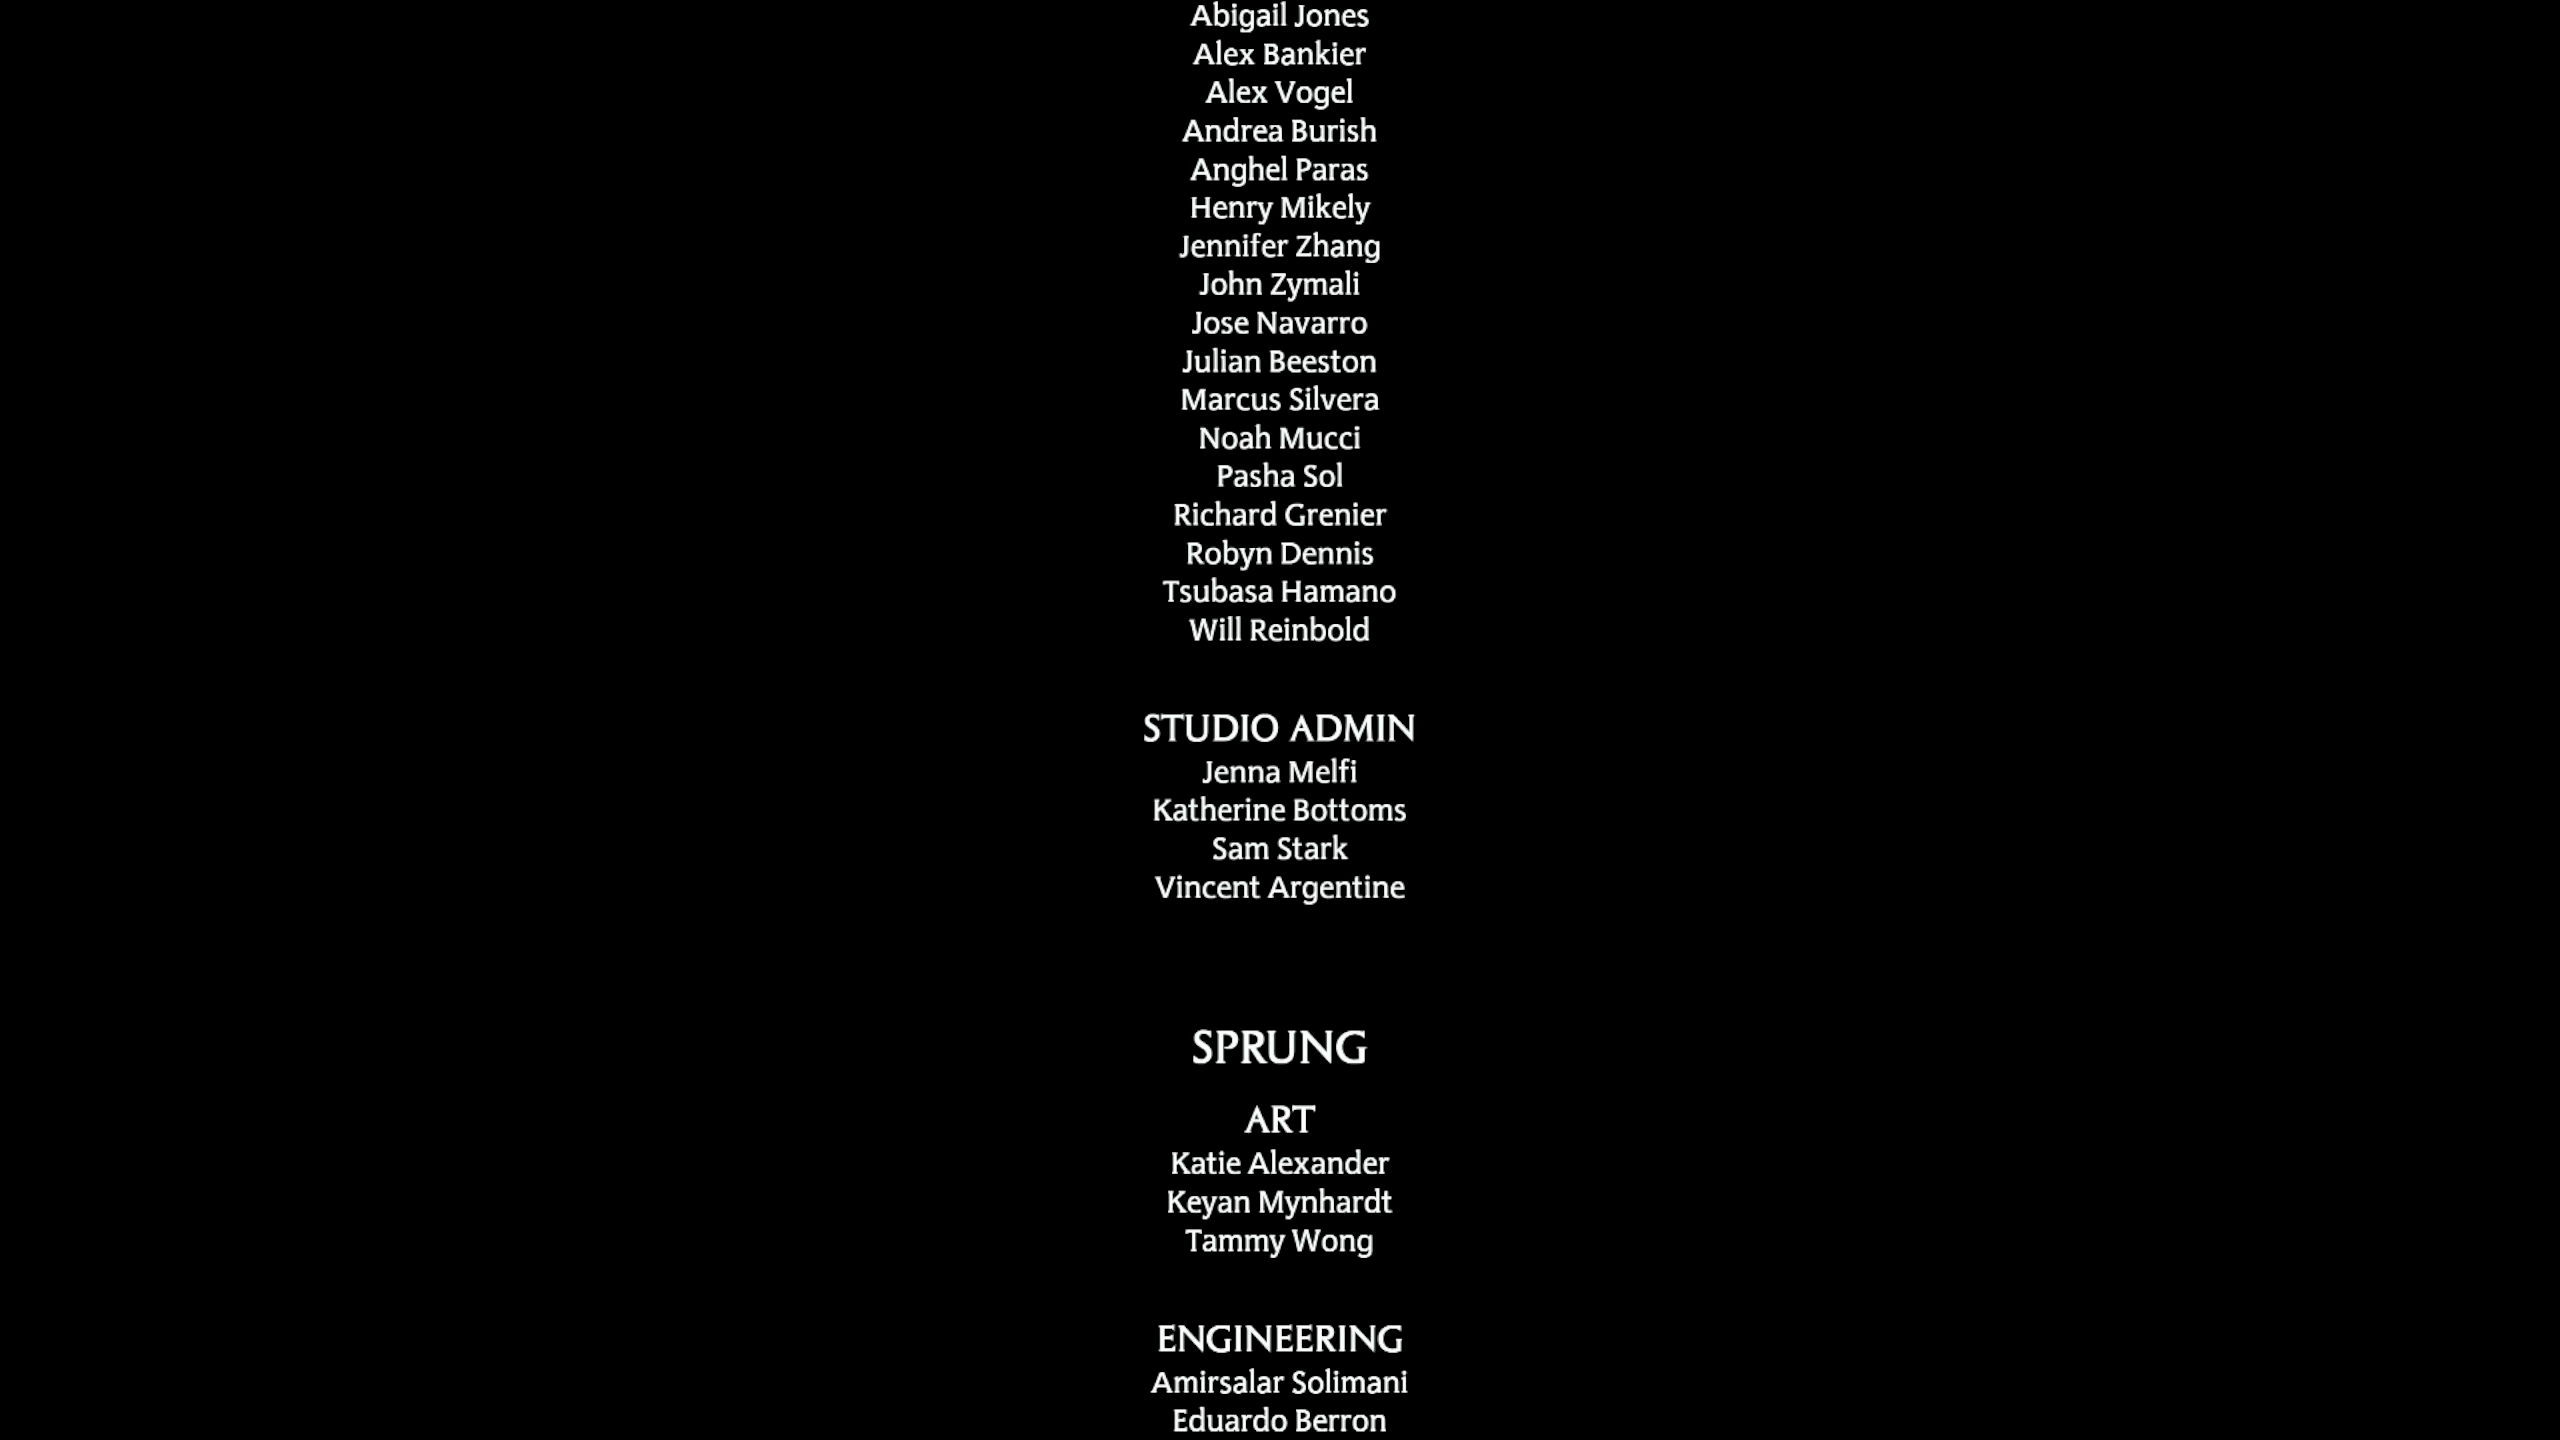 Abigail Jones
Alex Bankier
Alex Vogel
Andrea Burish
Anghel Paras
Henry Mikely
Jennifer Zhang
John Zymali
Jose Navarro
Julian Beeston
Marcus Silvera
Noah Mucci
Pasha Sol
Richard Grenier
Robyn Dennis
Tsubasa Hamano
Will Reinbold
STUDIO ADMIN
Jenna Melfi
Katherine Bottoms
Sam Stark
Vincent Argentine
SPRUNG
ART
Katie Alexander
Keyan Mynhardt
Tammy Wong
ENGINEERING
Amirsalar Solimani
Eduardo Berron